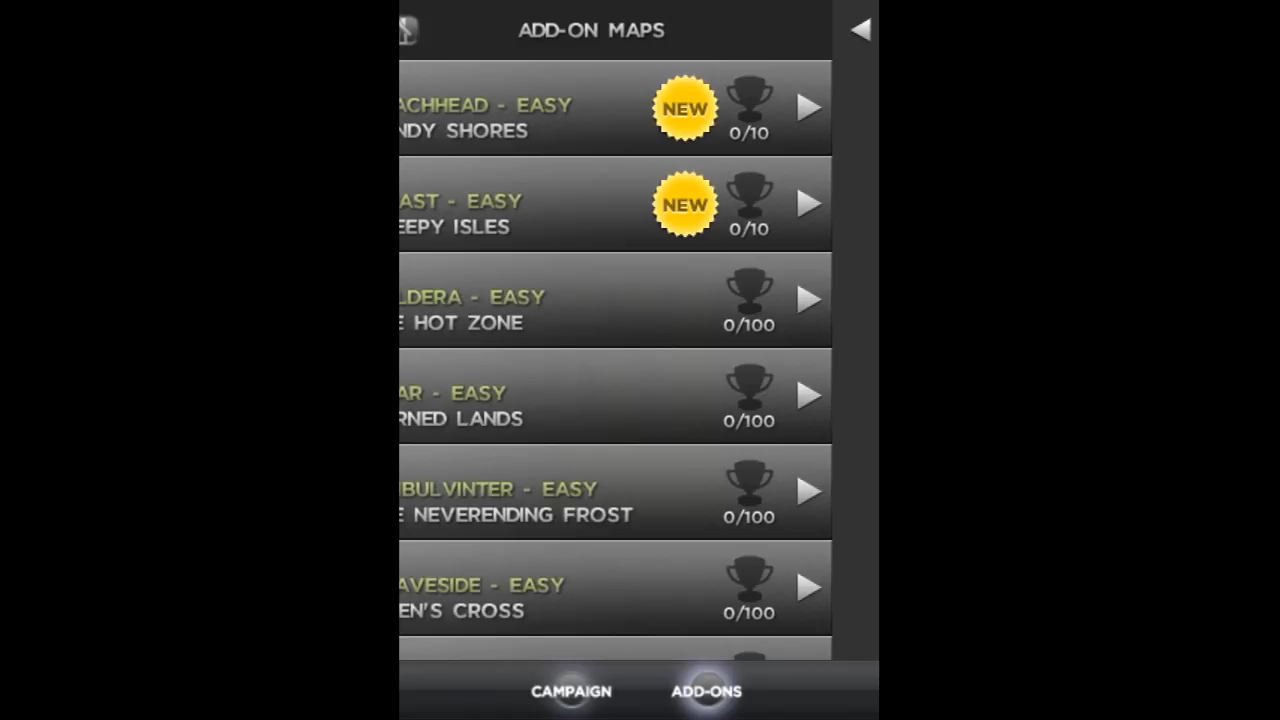 ADD-ON MAPS
ACHHEAD - EASY
NEW
NDY SHORES
0/10
AST - EASY
NEW
EEPY ISLES
0/10
LDERA - EASY
E HOT ZONE
0/100
AR - EASY
RNED LANDS
0/100
BULVINTER - EASY
E NEVERENDING FROST
0/100
AVESIDE - EASY
EN'S CROSS
0/100
CAMPAIGN
ADD-ONS